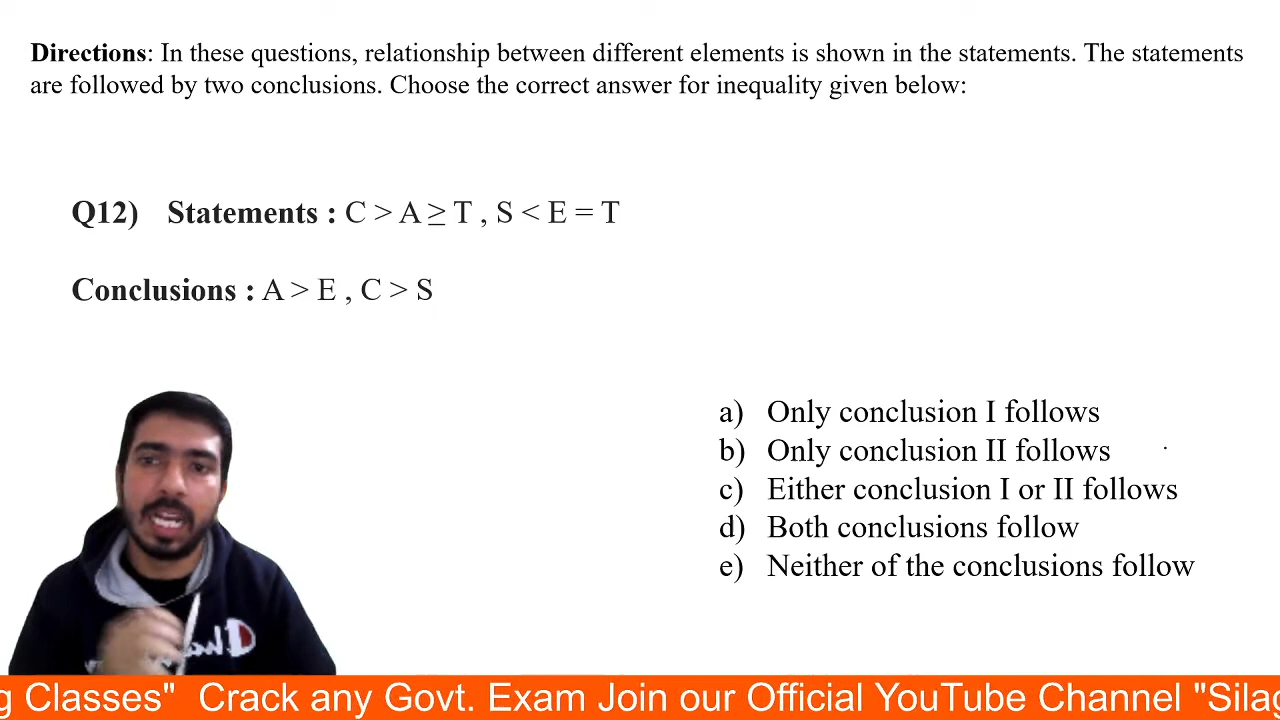 Directions: In these questions, relationship between different elements is shown in the statements. The statements
are followed by two conclusions. Choose the correct answer for inequality given below:
Q12) Statements : C > A ≥ T , S < E = T
Conclusions : A > E , C > S
a) Only conclusion I follows
b) Only conclusion II follows
c) Either conclusion I or II follows
d) Both conclusions follow
e) Neither of the conclusions follow
g Classes" Crack any Govt. Exam Join our Official YouTube Channel "Silag